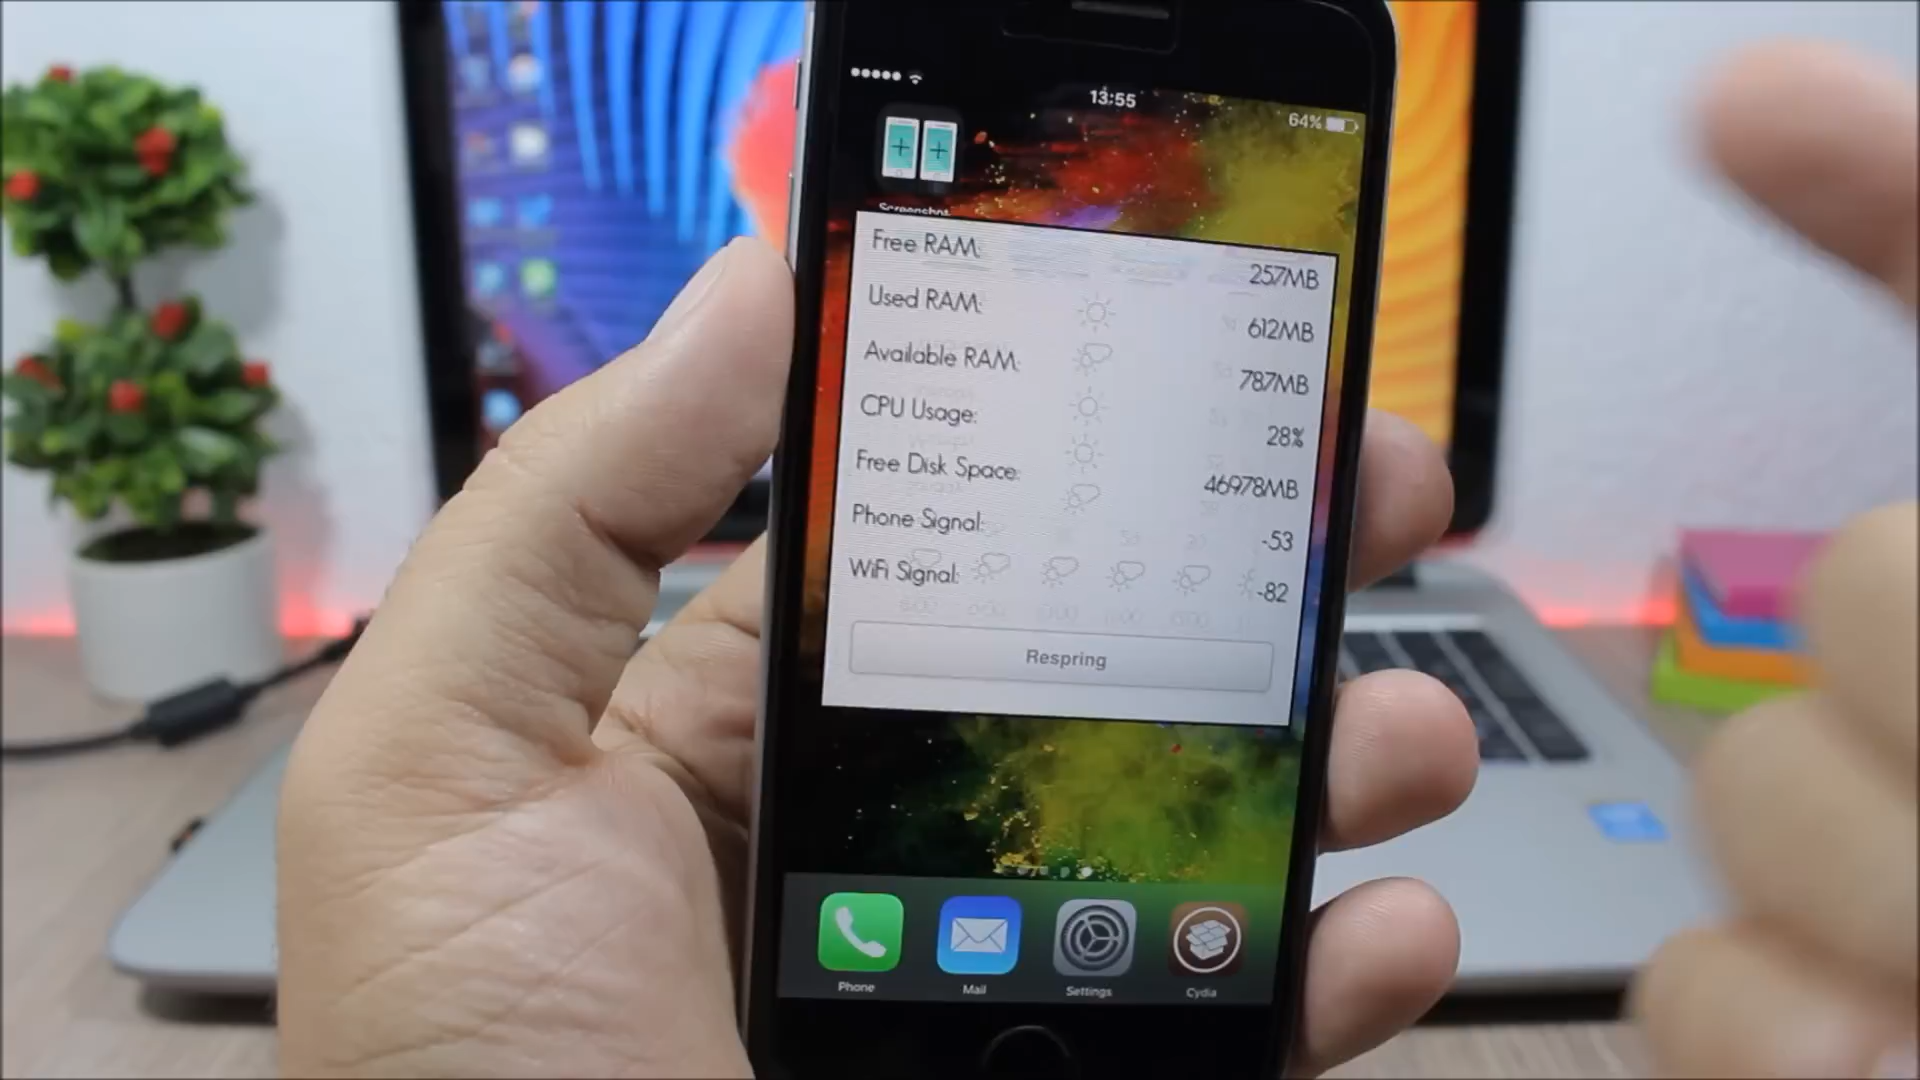 13:55
64%
Screenshot
Free RAM: 257MB
Used RAM: 612MB
Available RAM: 787MB
CPU Usage: 28%
Free Disk Space: 46978MB
Phone Signal: -53
WiFi Signal: -82
Respring
Phone Mail Settings Cydia